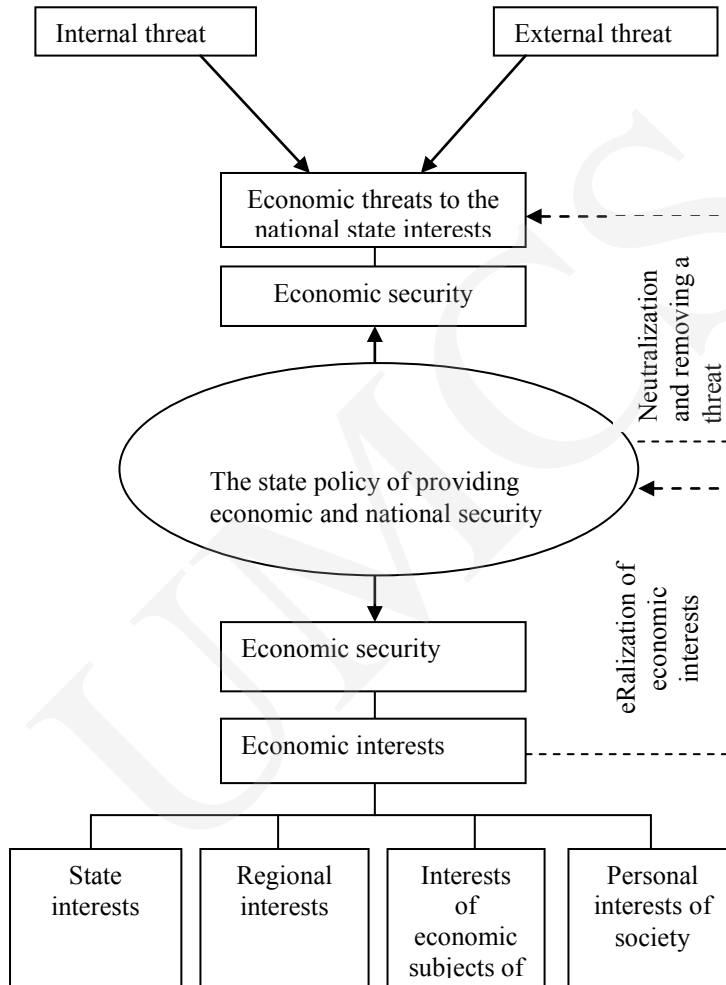 Internal threat
External threat
Economic threats to the
national state interests
Economic security
Neutralization
and removing a
threat
The state policy of providing
economic and national security
eRalization of
economic
interests
Economic security
Economic interests
State
interests
Regional
interests
Interests
of
economic
subjects of
Personal
interests of
society
UMCS